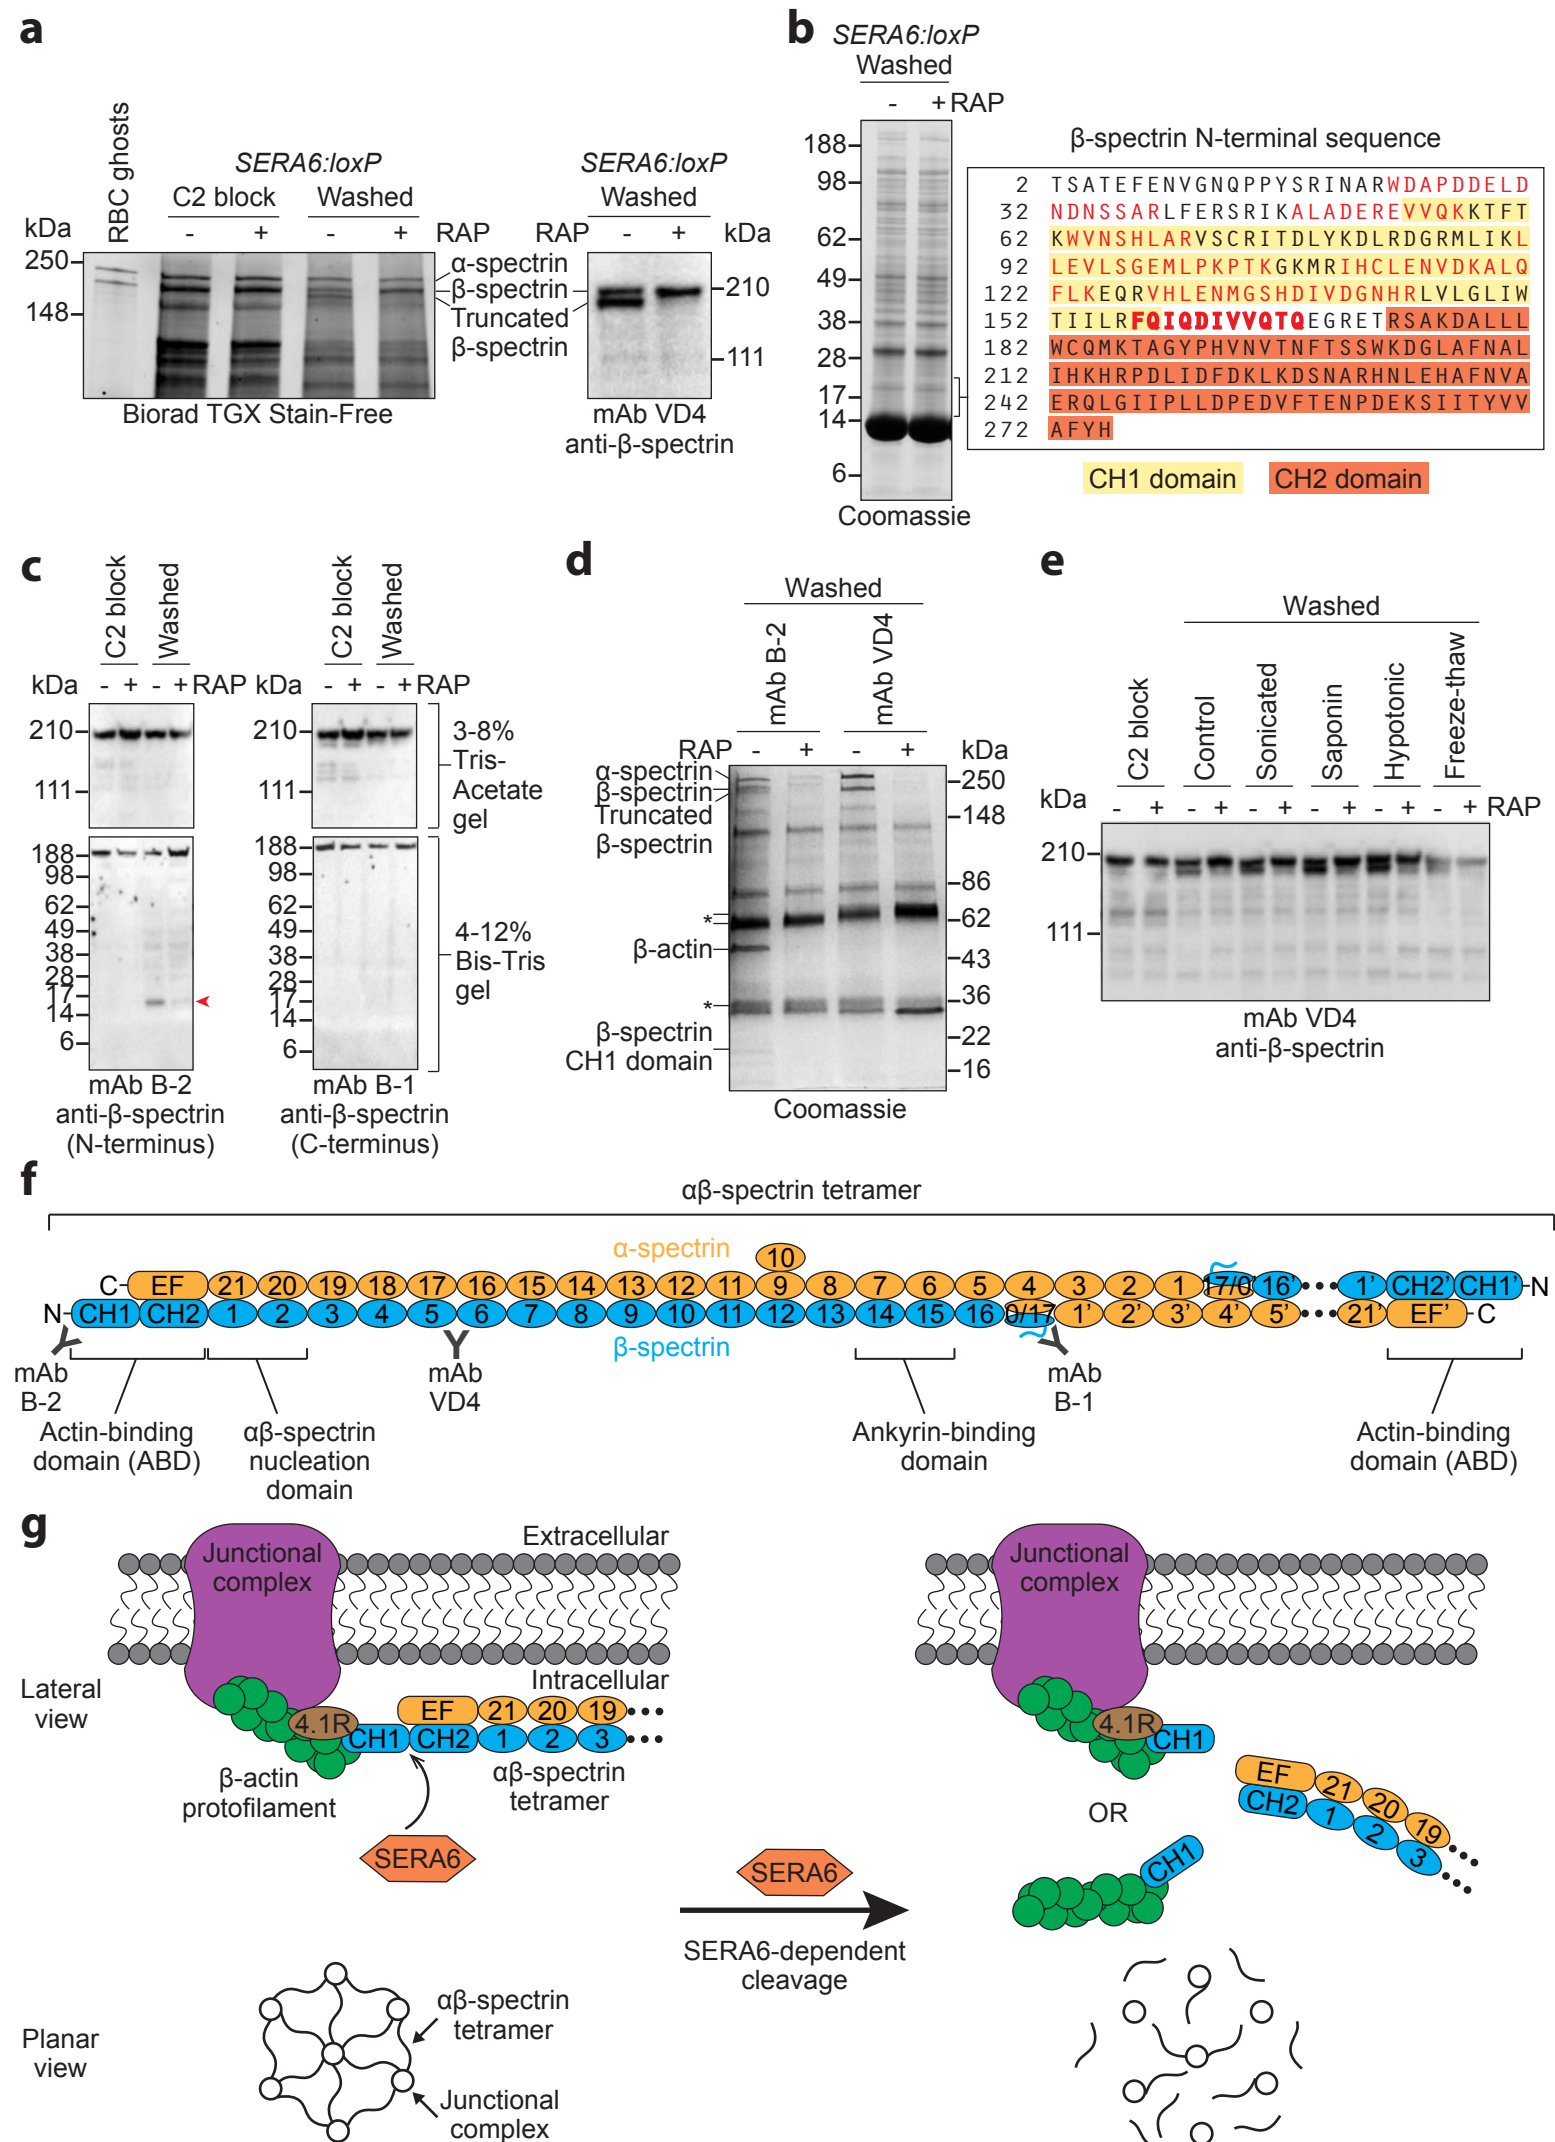 a
RBC ghosts
SERA6:loxP
C2 block
Washed
kDa
- + - + RAP
250
148
α-spectrin
β-spectrin
Truncated
β-spectrin
Biorad TGX Stain-Free
SERA6:loxP
Washed
RAP - + kDa
210
111
mAb VD4
anti-β-spectrin
b
SERA6:loxP
Washed
- + RAP
188
98
62
49
38
28
17
14
6
Coomassie
β-spectrin N-terminal sequence
2 TSATEFENVGNQPPYSRINARWDAPDDELD
32 NDNSSARLFERSRIKALADEREVVQKKTFT
62 KWVNSHLARVSCRITDLYKDLRDGRMLIKL
92 LEVLSGEMLPKPTKGKMRIHCLENVDKALQ
122 FLKEQRVHLENMGSHDIVDGNHRLVLGLIW
152 TIILRFQIQDIVVQTQEGRETRSAKDALLL
182 WCQMKTAGYPHVNVTNFTSSWKDGLAFNAL
212 IHKHRPDLIDFDKLKDSNARHNLEHAFNVA
242 ERQLGIIPLLDPEDVFTENPDEKSIITYVV
272 AFYH
CH1 domain
CH2 domain
c
C2 block
Washed
kDa - + - + RAP
210
111
188
98
62
49
38
28
17
14
6
mAb B-2
anti-β-spectrin
(N-terminus)
C2 block
Washed
kDa - + - + RAP
210
111
188
98
62
49
38
28
17
14
6
mAb B-1
anti-β-spectrin
(C-terminus)
3-8%
Tris-
Acetate
gel
4-12%
Bis-Tris
gel
d
Washed
mAb B-2
mAb VD4
RAP - + - + kDa
α-spectrin
β-spectrin
Truncated
β-spectrin
*
β-actin
*
β-spectrin
CH1 domain
250
148
86
62
43
36
22
16
Coomassie
e
Washed
C2 block
Control
Sonicated
Saponin
Hypotonic
Freeze-thaw
kDa
- + - + - + - + - + - + RAP
210
111
mAb VD4
anti-β-spectrin
f
αβ-spectrin tetramer
α-spectrin
10
C EF 21 20 19 18 17 16 15 14 13 12 11 9 8 7 6 5 4 3 2 1 17/0' 16' 1' CH2' CH1' N
N CH1 CH2 1 2 3 4 5 6 7 8 9 10 11 12 13 14 15 16 0/17 1' 2' 3' 4' 5' 21' EF' C
β-spectrin
mAb
B-2
mAb
VD4
mAb
B-1
Actin-binding
domain (ABD)
αβ-spectrin
nucleation
domain
Ankyrin-binding
domain
Actin-binding
domain (ABD)
g
Junctional
complex
Extracellular
Intracellular
Lateral
view
4.1R
CH1
EF 21 20 19
CH2 1 2 3
β-actin
protofilament
αβ-spectrin
tetramer
SERA6
SERA6
SERA6-dependent
cleavage
Junctional
complex
4.1R
CH1
OR
EF 21 20 19
CH2 1 2 3
CH1
Planar
view
αβ-spectrin
tetramer
Junctional
complex